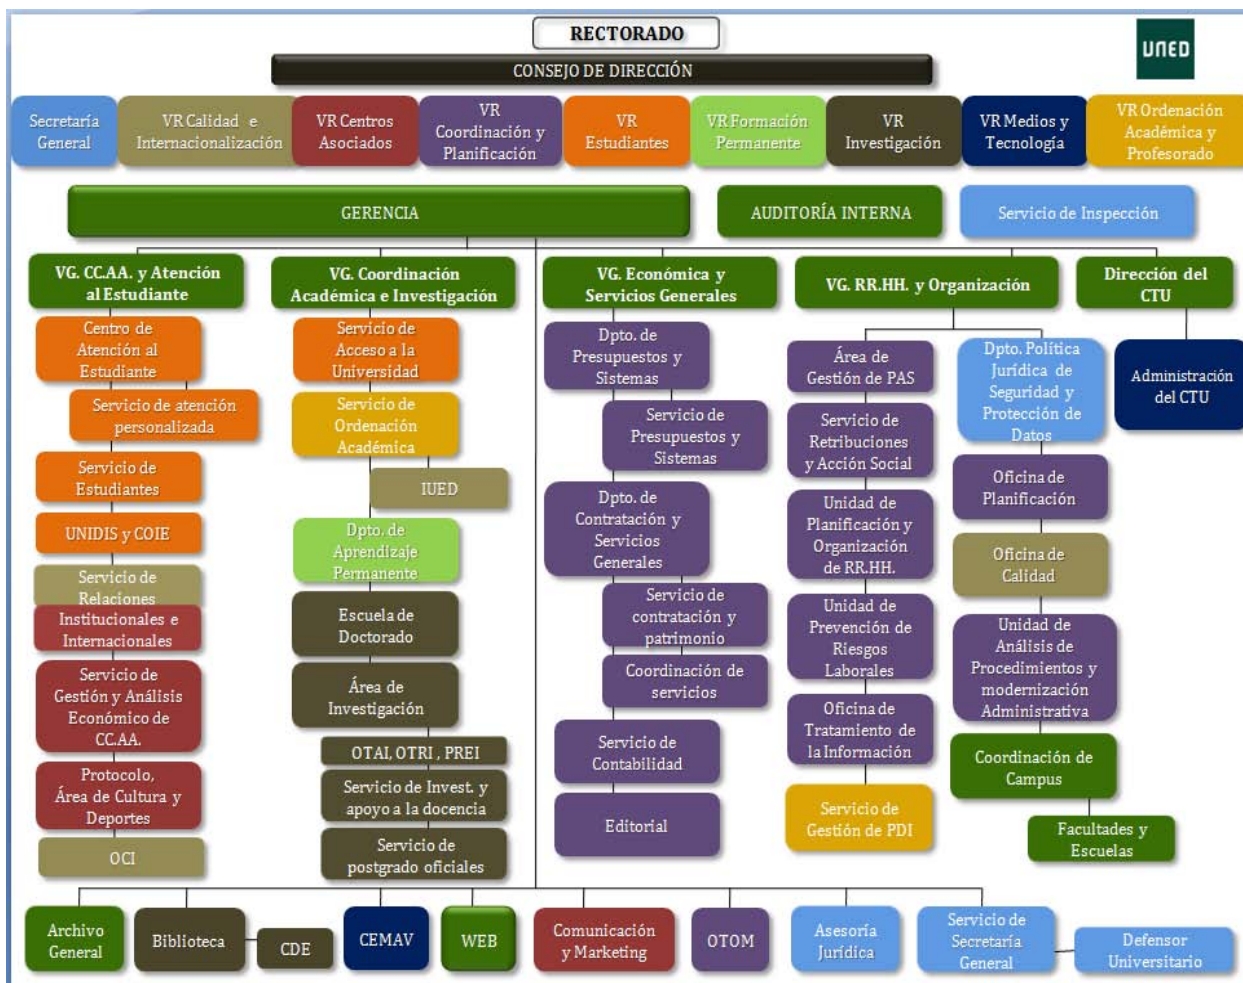 RECTORADO
UNED
CONSEJO DE DIRECCIÓN
Secretaría
General
VR Calidad e
Internacionalización
VR Centros
Asociados
VR
Coordinación y
Planificación
VR
Estudiantes
VR Formación
Permanente
VR
Investigación
VR Medios y
Tecnología
VR Ordenación
Académica y
Profesorado
GERENCIA
AUDITORÍA INTERNA
Servicio de Inspección
VG. CC.AA. y Atención
al Estudiante
VG. Coordinación
Académica e Investigación
VG. Económica y
Servicios Generales
VG. RR.HH. y Organización
Dirección del
CTU
Centro de
Atención al
Estudiante
Servicio de atención
personalizada
Servicio de
Estudiantes
UNIDIS y COIE
Servicio de
Relaciones
Institucionales e
Internacionales
Servicio de
Gestión y Análisis
Económico de
CC.AA.
Protocolo,
Área de Cultura y
Deportes
OCI
Servicio de
Acceso a la
Universidad
Servicio de
Ordenación
Académica
IUED
Dpto. de
Aprendizaje
Permanente
Escuela de
Doctorado
Área de
Investigación
OTAI, OTRI , PREI
Servicio de Invest. y
apoyo a la docencia
Servicio de
postgrado oficiales
Dpto. de
Presupuestos y
Sistemas
Servicio de
Presupuestos y
Sistemas
Dpto. de
Contratación y
Servicios
Generales
Servicio de
contratación y
patrimonio
Coordinación de
servicios
Servicio de
Contabilidad
Editorial
Área de
Gestión de PAS
Servicio de
Retribuciones
y Acción Social
Unidad de
Planificación y
Organización
de RR.HH.
Unidad de
Prevención de
Riesgos
Laborales
Oficina de
Tratamiento de
la Información
Servicio de
Gestión de PDI
Dpto. Política
Jurídica de
Seguridad y
Protección de
Datos
Oficina de
Planificación
Oficina de
Calidad
Unidad de
Análisis de
Procedimientos y
modernización
Administrativa
Coordinación de
Campus
Facultades y
Escuelas
Administración
del CTU
Archivo
General
Biblioteca
CDE
CEMAV
WEB
Comunicación
y Marketing
OTOM
Asesoría
Jurídica
Servicio de
Secretaría
General
Defensor
Universitario